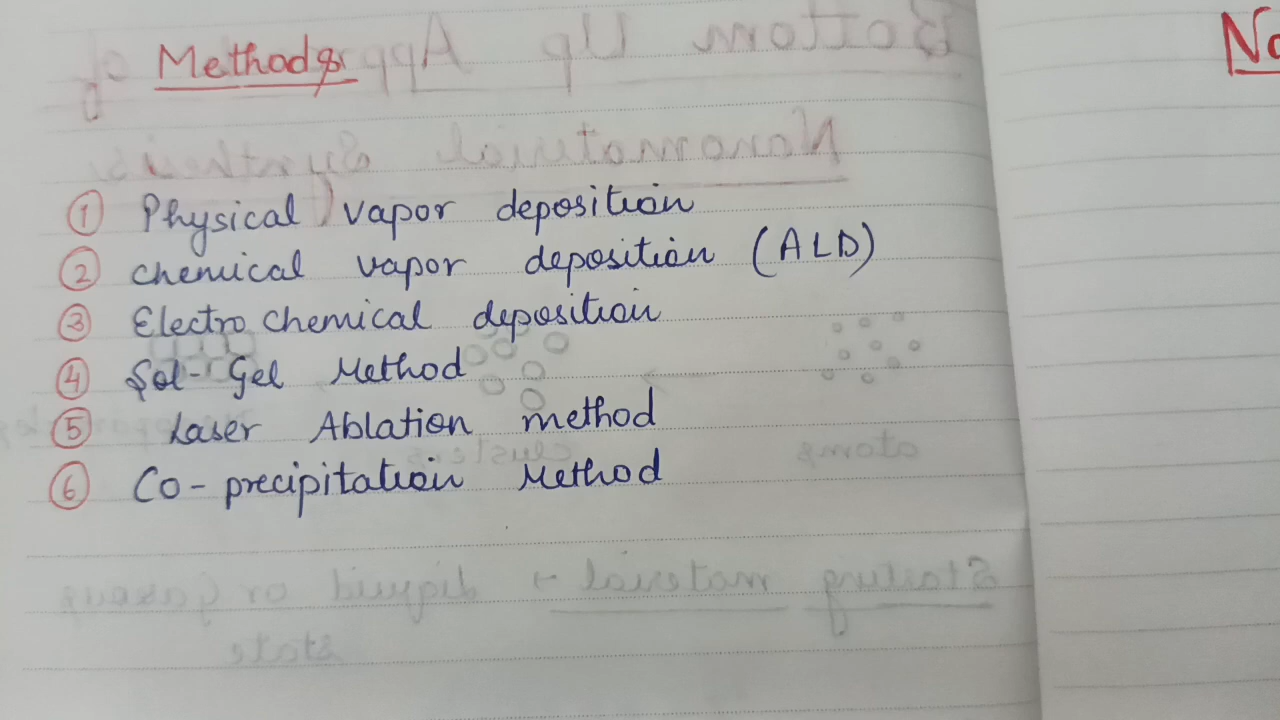 Methods
① Physical vapor deposition
② chemical vapor deposition (ALD)
③ Electro chemical deposition
④ Sol-Gel Method
⑤ Laser Ablation method
⑥ Co-precipitation Method